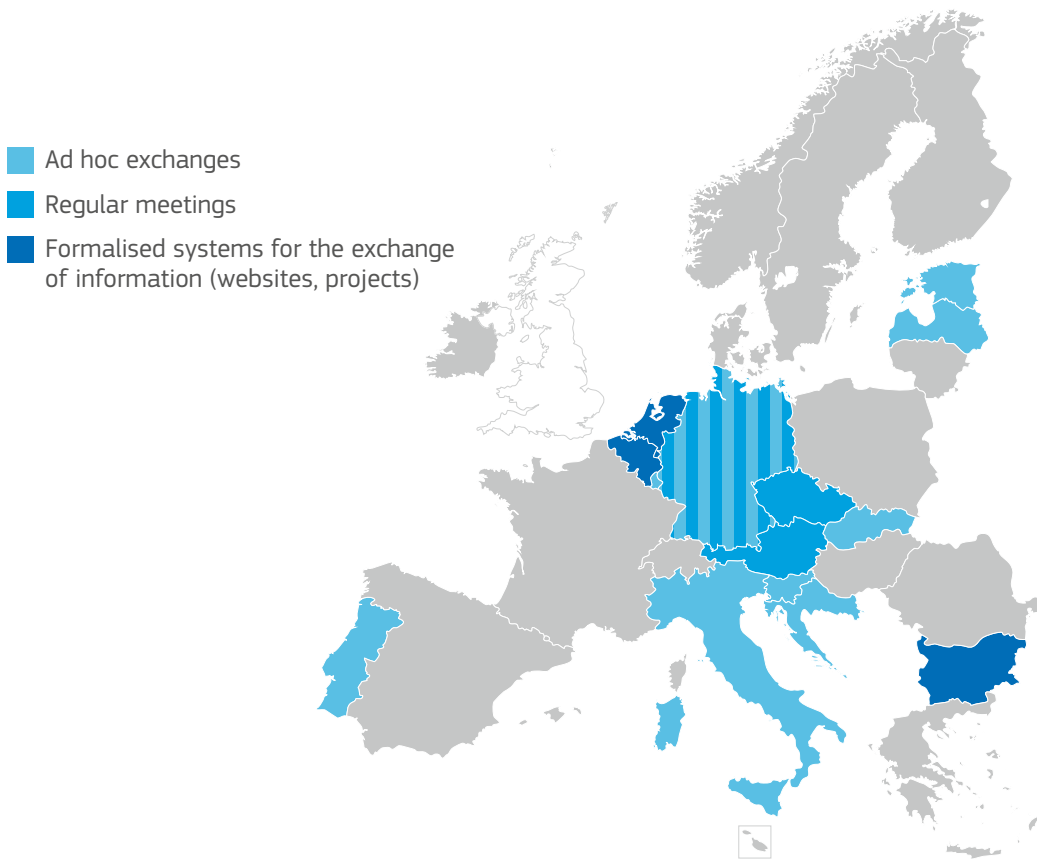 Ad hoc exchanges
Regular meetings
Formalised systems for the exchange
of information (websites, projects)